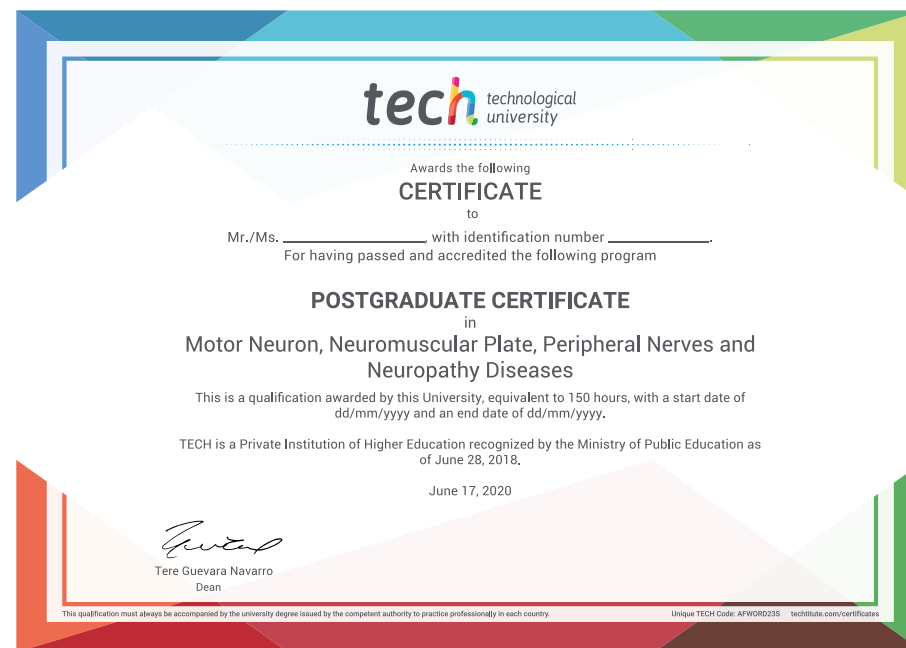 tech technological
university
Awards the following
CERTIFICATE
to
Mr./Ms. ____________________, with identification number ______________.
For having passed and accredited the following program
POSTGRADUATE CERTIFICATE
in
Motor Neuron, Neuromuscular Plate, Peripheral Nerves and
Neuropathy Diseases
This is a qualification awarded by this University, equivalent to 150 hours, with a start date of
dd/mm/yyyy and an end date of dd/mm/yyyy.
TECH is a Private Institution of Higher Education recognized by the Ministry of Public Education as
of June 28, 2018.
June 17, 2020
Tere Guevara Navarro
Dean
This qualification must always be accompanied by the university degree issued by the competent authority to practice professionally in each country. Unique TECH Code: AFWORD23S techtitute.com/certificates